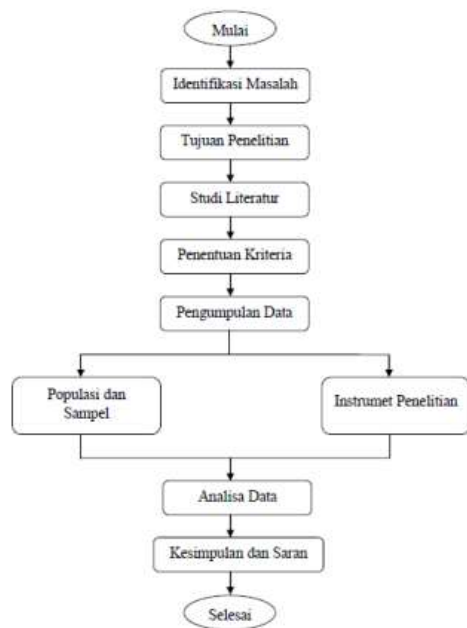 Mulai
Identifikasi Masalah
Tujuan Penelitian
Studi Literatur
Penentuan Kriteria
Pengumpulan Data
Populasi dan
Sampel
Instrumet Penelitian
Analisa Data
Kesimpulan dan Saran
Selesai